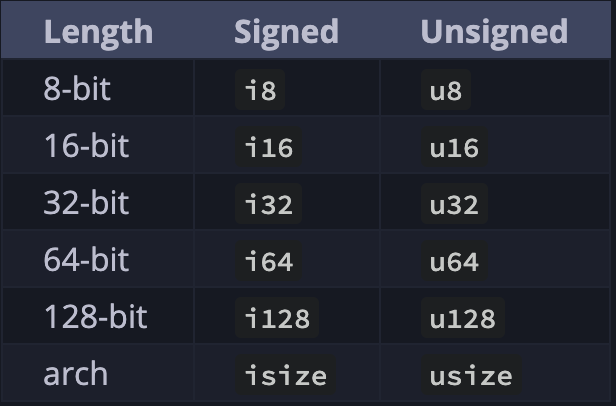 Length Signed Unsigned
8-bit i8 u8
16-bit i16 u16
32-bit i32 u32
64-bit i64 u64
128-bit i128 u128
arch isize usize